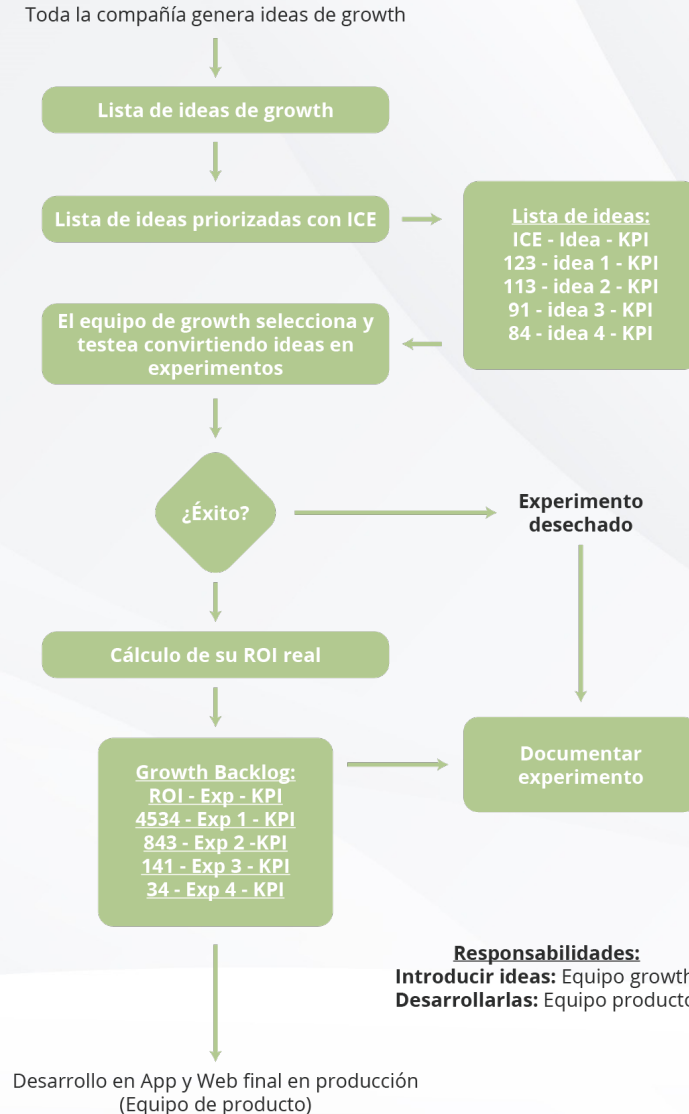 Toda la compañía genera ideas de growth
Lista de ideas de growth
Lista de ideas priorizadas con ICE
Lista de ideas:
ICE - Idea - KPI
123 - idea 1 - KPI
113 - idea 2 - KPI
91 - idea 3 - KPI
84 - idea 4 - KPI
El equipo de growth selecciona y
testea convirtiendo ideas en
experimentos
¿Éxito?
Experimento
desechado
Cálculo de su ROI real
Growth Backlog:
ROI - Exp - KPI
4534 - Exp 1 - KPI
843 - Exp 2 -KPI
141 - Exp 3 - KPI
34 - Exp 4 - KPI
Documentar
experimento
Responsabilidades:
Introducir ideas: Equipo growth
Desarrollarlas: Equipo producto
Desarrollo en App y Web final en producción
(Equipo de producto)